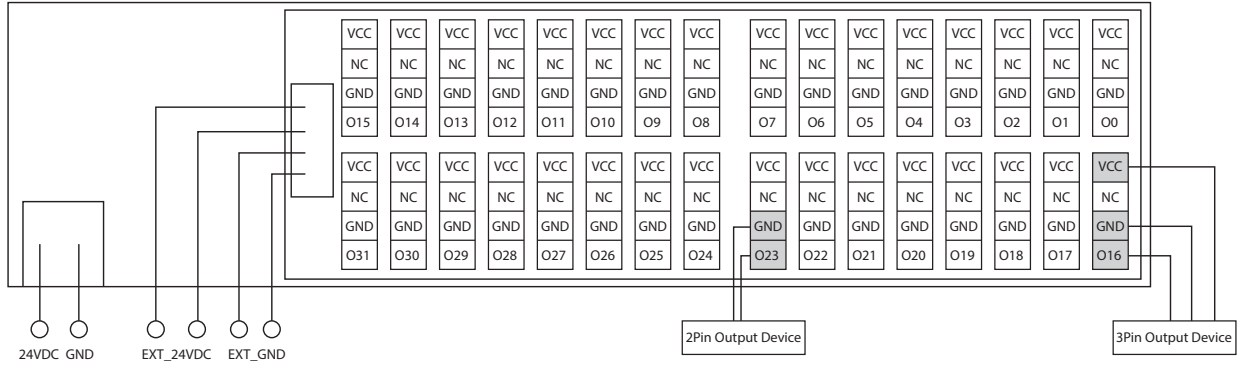 VCC VCC VCC VCC VCC VCC VCC VCC VCC VCC VCC VCC VCC VCC VCC VCC
NC NC NC NC NC NC NC NC NC NC NC NC NC NC NC NC
GND GND GND GND GND GND GND GND GND GND GND GND GND GND GND GND
O15 O14 O13 O12 O11 O10 O9 O8 O7 O6 O5 O4 O3 O2 O1 O0
VCC VCC VCC VCC VCC VCC VCC VCC VCC VCC VCC VCC VCC VCC VCC VCC
NC NC NC NC NC NC NC NC NC NC NC NC NC NC NC NC
GND GND GND GND GND GND GND GND GND GND GND GND GND GND GND GND
O31 O30 O29 O28 O27 O26 O25 O24 O23 O22 O21 O20 O19 O18 O17 O16
2Pin Output Device 3Pin Output Device
24VDC GND EXT_24VDC EXT_GND